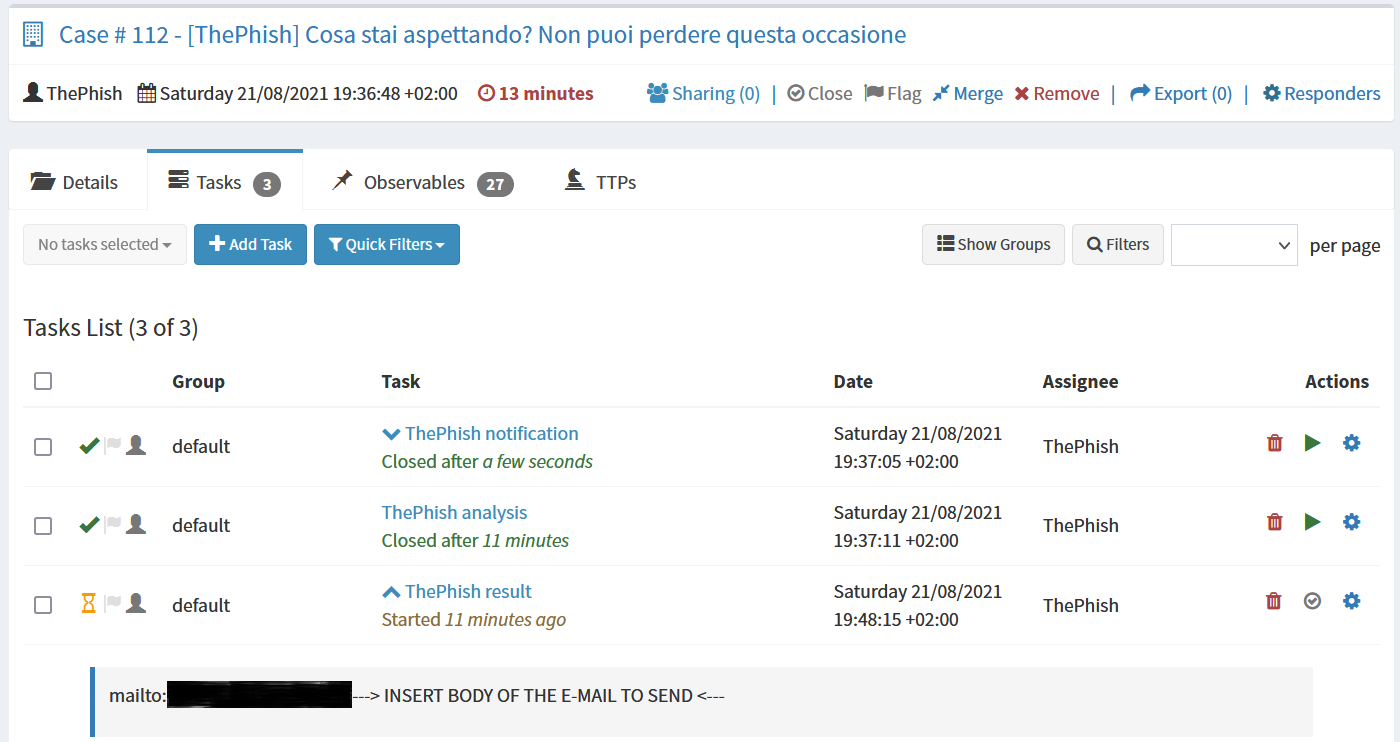 Case # 112 - [ThePhish] Cosa stai aspettando? Non puoi perdere questa occasione
ThePhish Saturday 21/08/2021 19:36:48 +02:00 13 minutes Sharing (0) | Close Flag Merge Remove | Export (0) | Responders
Details Tasks 3 Observables 27 TTPs
No tasks selected Add Task Quick Filters Show Groups Filters per page
Tasks List (3 of 3)
Group Task Date Assignee Actions
default ThePhish notification Saturday 21/08/2021 ThePhish
Closed after a few seconds 19:37:05 +02:00
default ThePhish analysis Saturday 21/08/2021 ThePhish
Closed after 11 minutes 19:37:11 +02:00
default ThePhish result Saturday 21/08/2021 ThePhish
Started 11 minutes ago 19:48:15 +02:00
mailto: ---> INSERT BODY OF THE E-MAIL TO SEND <---